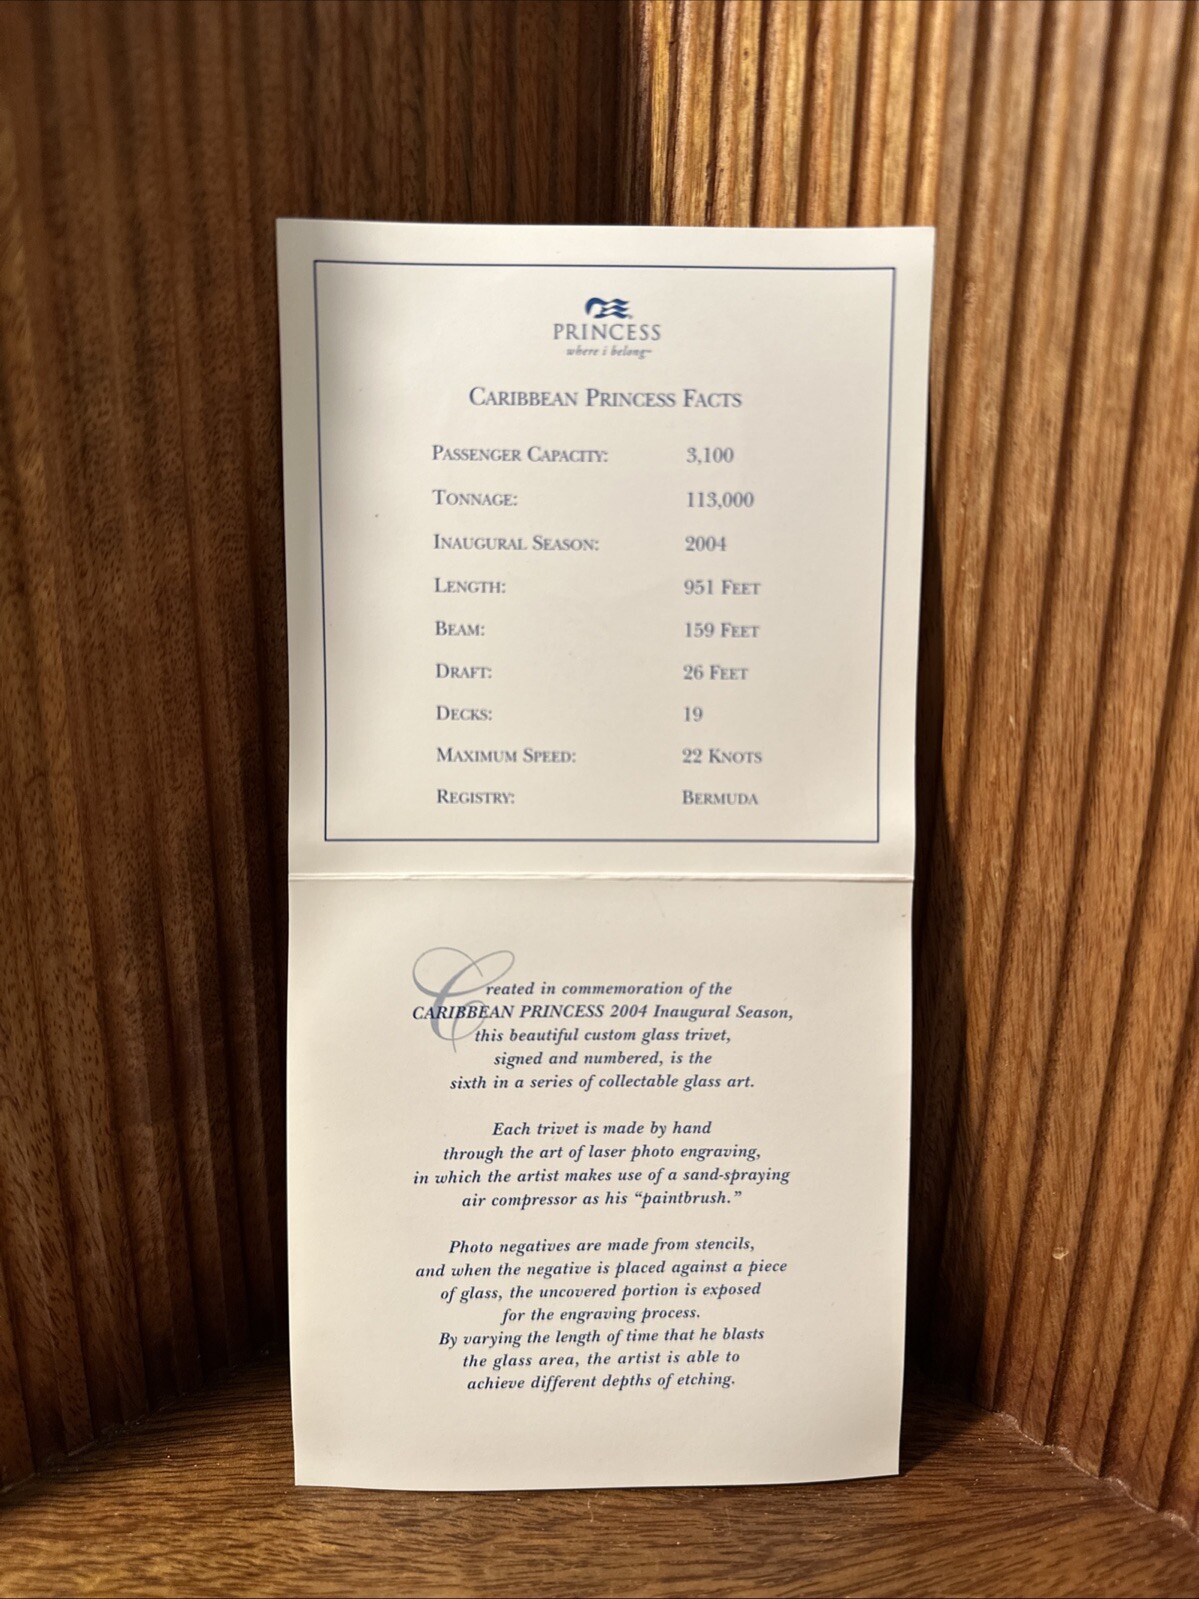 PRINCESS
where i belong℠
CARIBBEAN PRINCESS FACTS
PASSENGER CAPACITY: 3,100
TONNAGE: 113,000
INAUGURAL SEASON: 2004
LENGTH: 951 FEET
BEAM: 159 FEET
DRAFT: 26 FEET
DECKS: 19
MAXIMUM SPEED: 22 KNOTS
REGISTRY: BERMUDA
Created in commemoration of the
CARIBBEAN PRINCESS 2004 Inaugural Season,
this beautiful custom glass trivet,
signed and numbered, is the
sixth in a series of collectable glass art.
Each trivet is made by hand
through the art of laser photo engraving,
in which the artist makes use of a sand-spraying
air compressor as his “paintbrush.”
Photo negatives are made from stencils,
and when the negative is placed against a piece
of glass, the uncovered portion is exposed
for the engraving process.
By varying the length of time that he blasts
the glass area, the artist is able to
achieve different depths of etching.